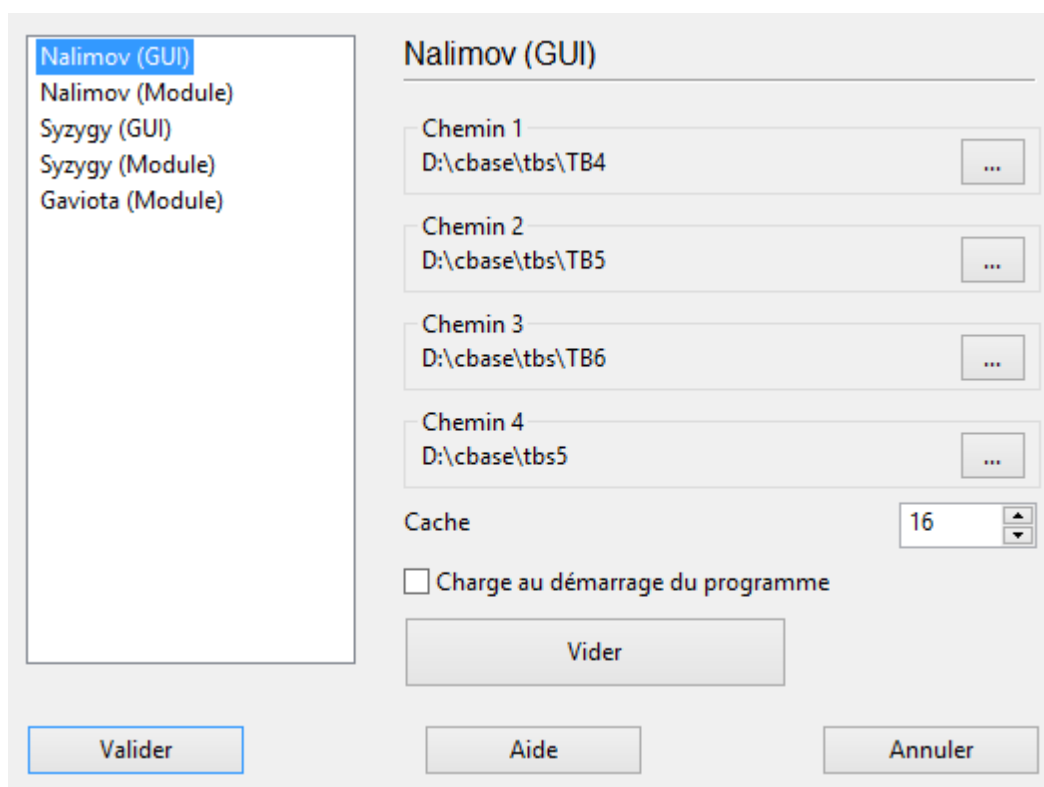 Nalimov (GUI)
Nalimov (Module)
Syzygy (GUI)
Syzygy (Module)
Gaviota (Module)
Nalimov (GUI)
Chemin 1
D:\cbase\tbs\TB4
...
Chemin 2
D:\cbase\tbs\TB5
...
Chemin 3
D:\cbase\tbs\TB6
...
Chemin 4
D:\cbase\tbs5
...
Cache
16
Charge au démarrage du programme
Vider
Valider
Aide
Annuler